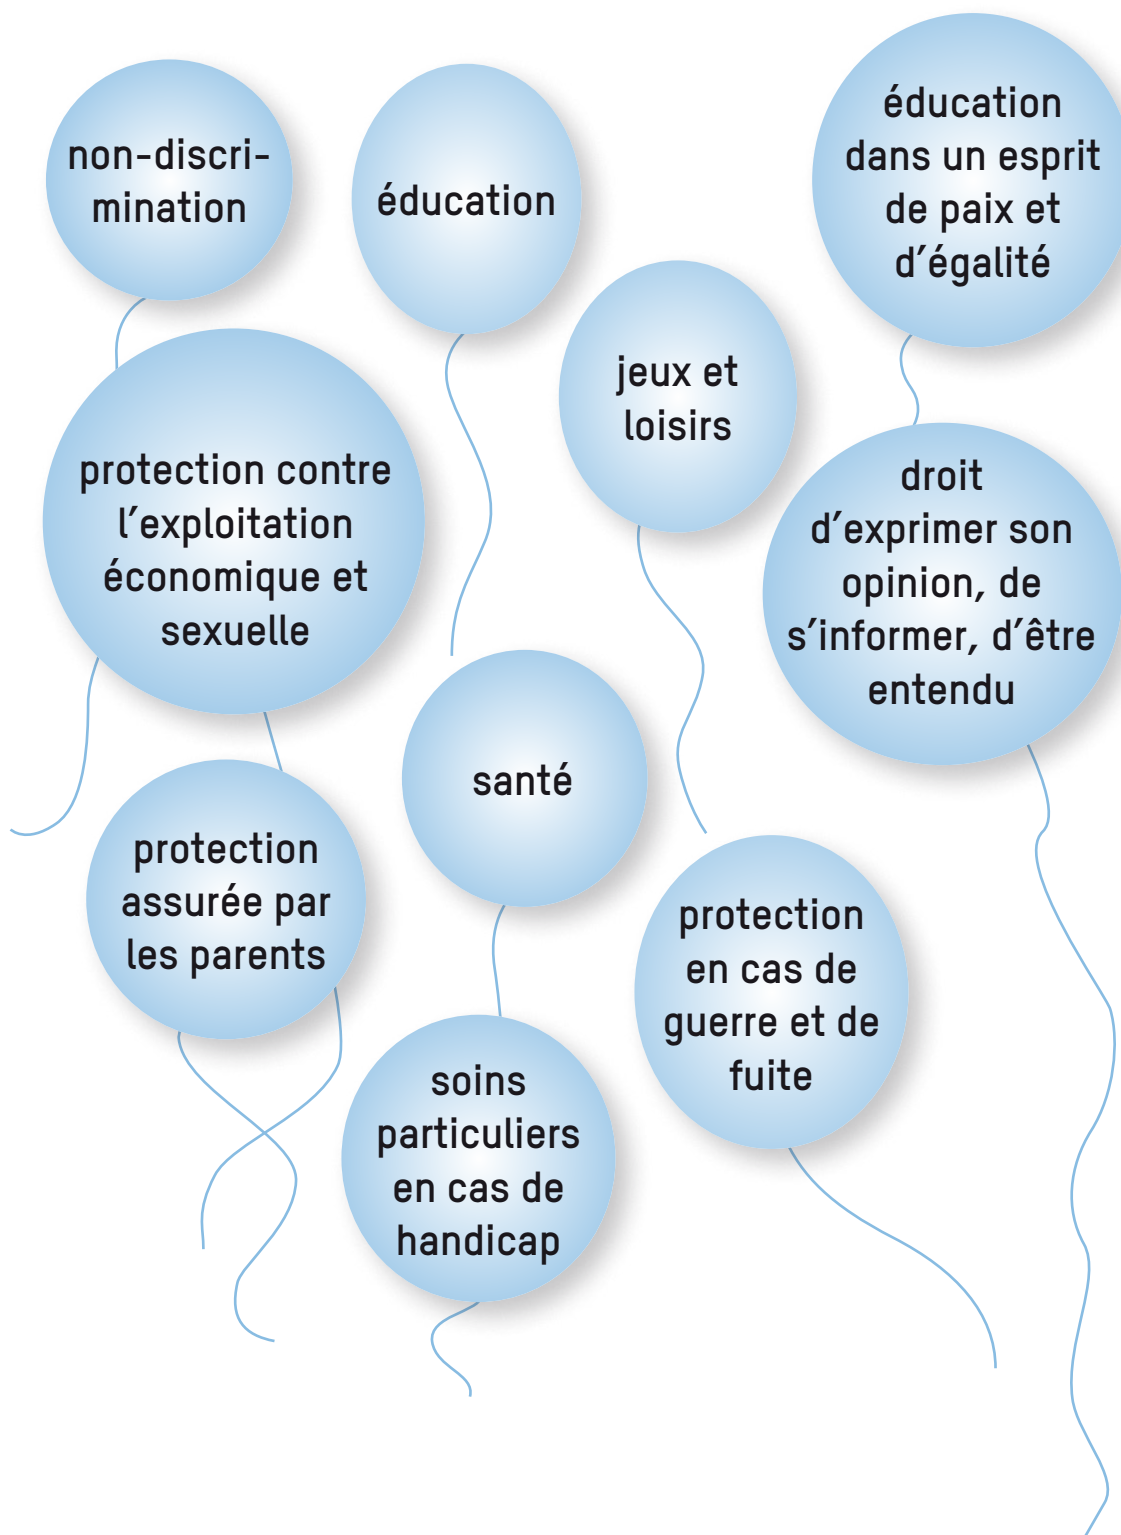 non-discri-
mination
éducation
éducation
dans un esprit
de paix et
d'égalité
jeux et
loisirs
protection contre
l'exploitation
économique et
sexuelle
droit
d'exprimer son
opinion, de
s'informer, d'être
entendu
santé
protection
assurée par
les parents
protection
en cas de
guerre et de
fuite
soins
particuliers
en cas de
handicap